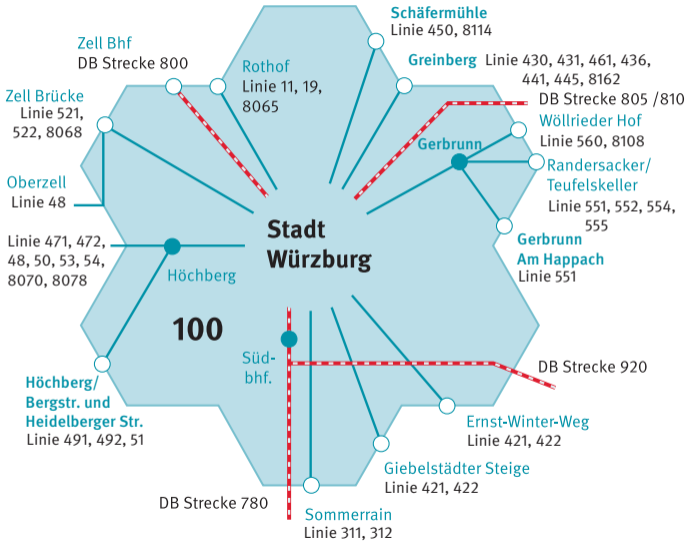 Schäfermühle
Linie 450, 8114
Zell Bhf
DB Strecke 800
Rothof
Linie 11, 19,
8065
Greinberg
Linie 430, 431, 461, 436,
441, 445, 8162
DB Strecke 805 /810
Zell Brücke
Linie 521,
522, 8068
Wöllrieder Hof
Linie 560, 8108
Gerbrunn
Randersacker/
Teufelskeller
Linie 551, 552, 554,
555
Oberzell
Linie 48
Gerbrunn
Am Happach
Linie 551
Stadt
Würzburg
Linie 471, 472,
48, 50, 53, 54,
8070, 8078
Höchberg
100
Süd-
bhf.
DB Strecke 920
Höchberg/
Bergstr. und
Heidelberger Str.
Linie 491, 492, 51
Ernst-Winter-Weg
Linie 421, 422
Giebelstädter Steige
Linie 421, 422
DB Strecke 780
Sommerrain
Linie 311, 312